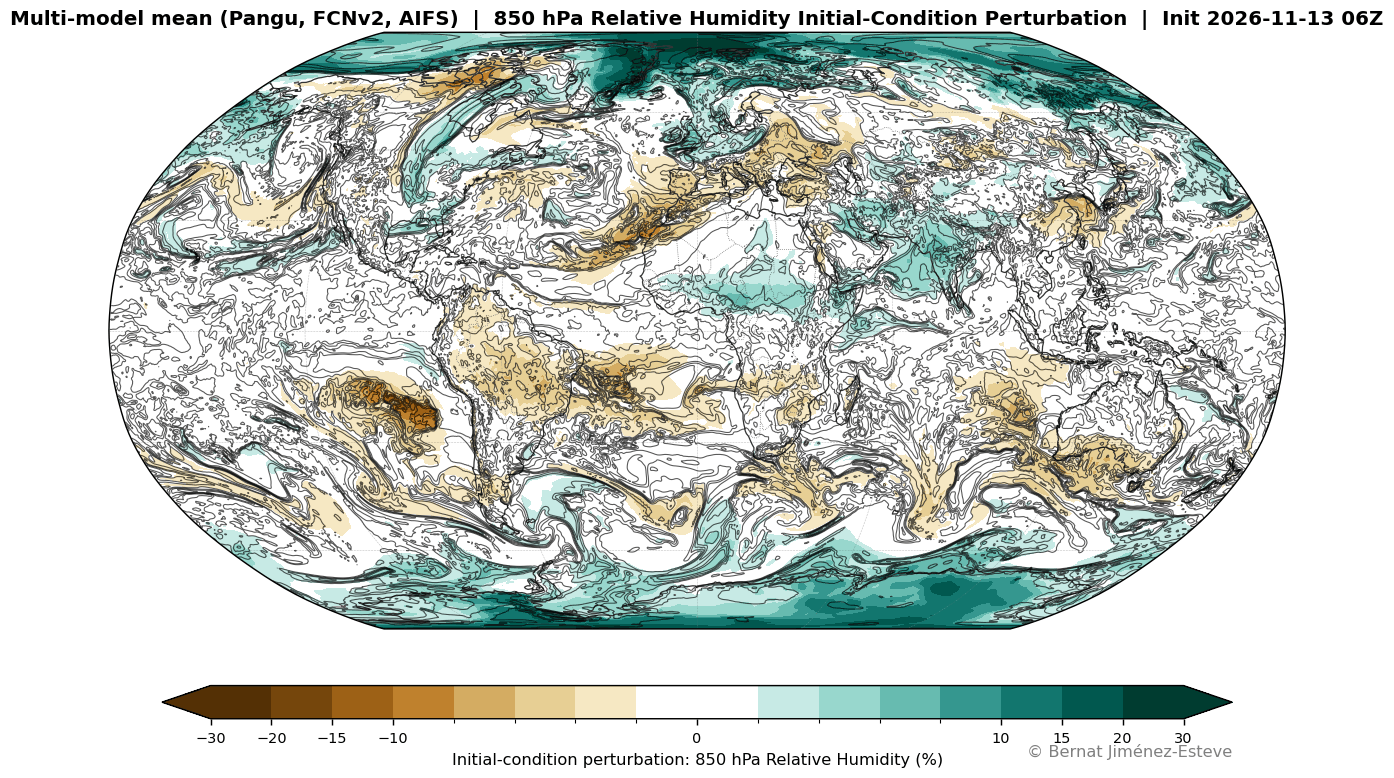 Multi-model mean (Pangu, FCNv2, AIFS)  |  850 hPa Relative Humidity Initial-Condition Perturbation  |  Init 2026-11-13 06Z
−30 −20 −15 −10 0 10 15 20 30
© Bernat Jiménez-Esteve
Initial-condition perturbation: 850 hPa Relative Humidity (%)